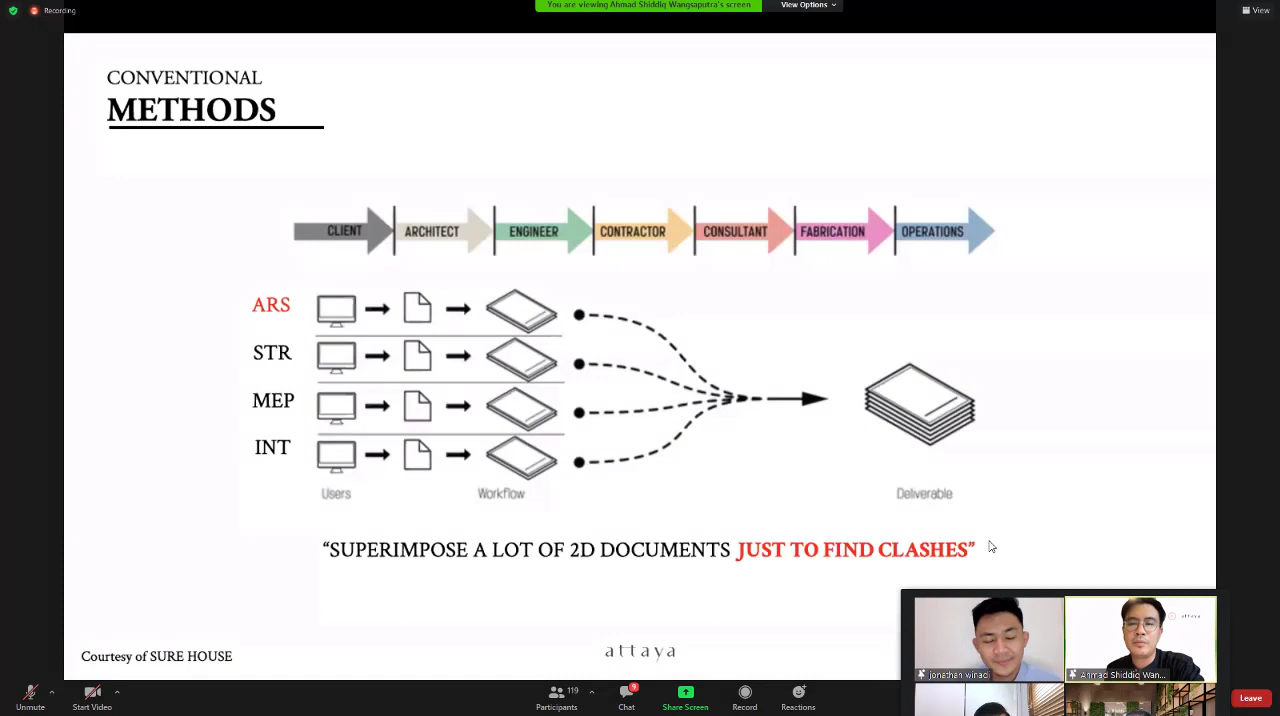 Recording
You are viewing Ahmad Shiddiq Wangsaputra's screen
View Options
View
CONVENTIONAL
METHODS
CLIENT
ARCHITECT
ENGINEER
CONTRACTOR
CONSULTANT
FABRICATION
OPERATIONS
ARS
STR
MEP
INT
Users
Workflow
Deliverable
“SUPERIMPOSE A LOT OF 2D DOCUMENTS JUST TO FIND CLASHES”
attaya
jonathan winadi
Ahmad Shiddiq Wan...
attaya
Courtesy of SURE HOUSE
Unmute
Start Video
Participants
119
Chat
9
Share Screen
Record
Reactions
Leave